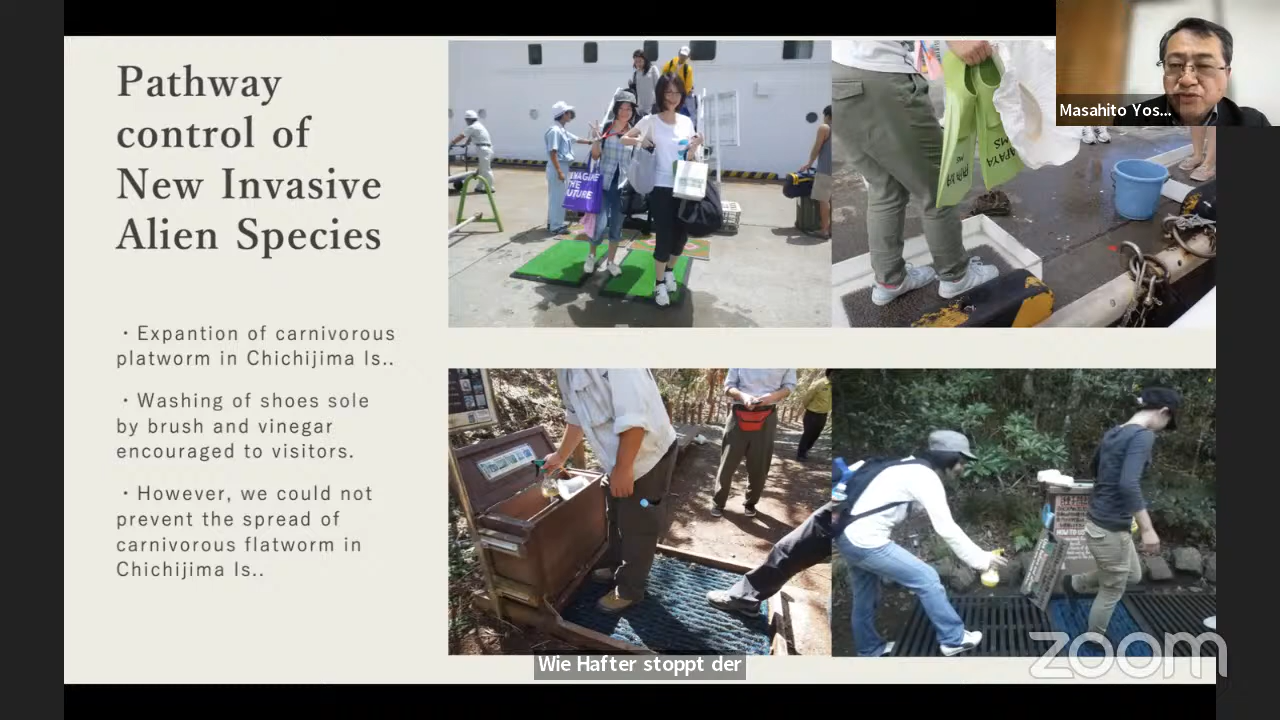 Pathway
control of
New Invasive
Alien Species
・Expantion of carnivorous
platworm in Chichijima Is..
・Washing of shoes sole
by brush and vinegar
encouraged to visitors.
・However, we could not
prevent the spread of
carnivorous flatworm in
Chichijima Is..
Masahito Yos...
THE
Wie Hafter stoppt der
zoom